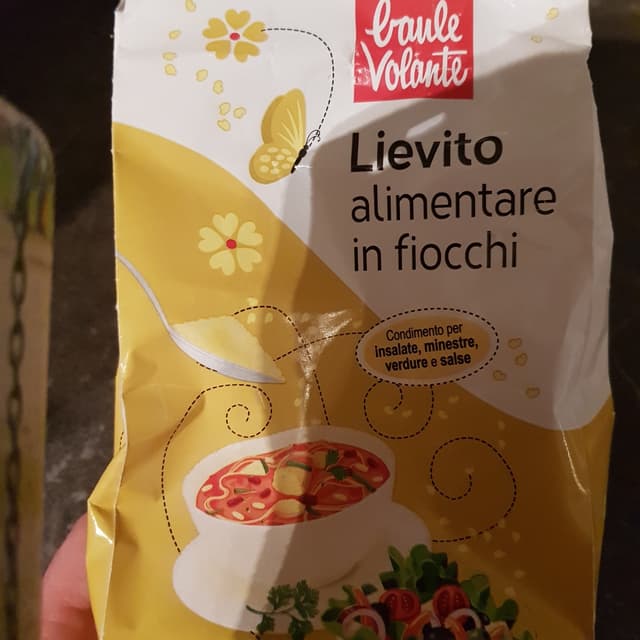 baule
volante
Lievito
alimentare
in fiocchi
Condimento per
insalate, minestre,
verdure e salse